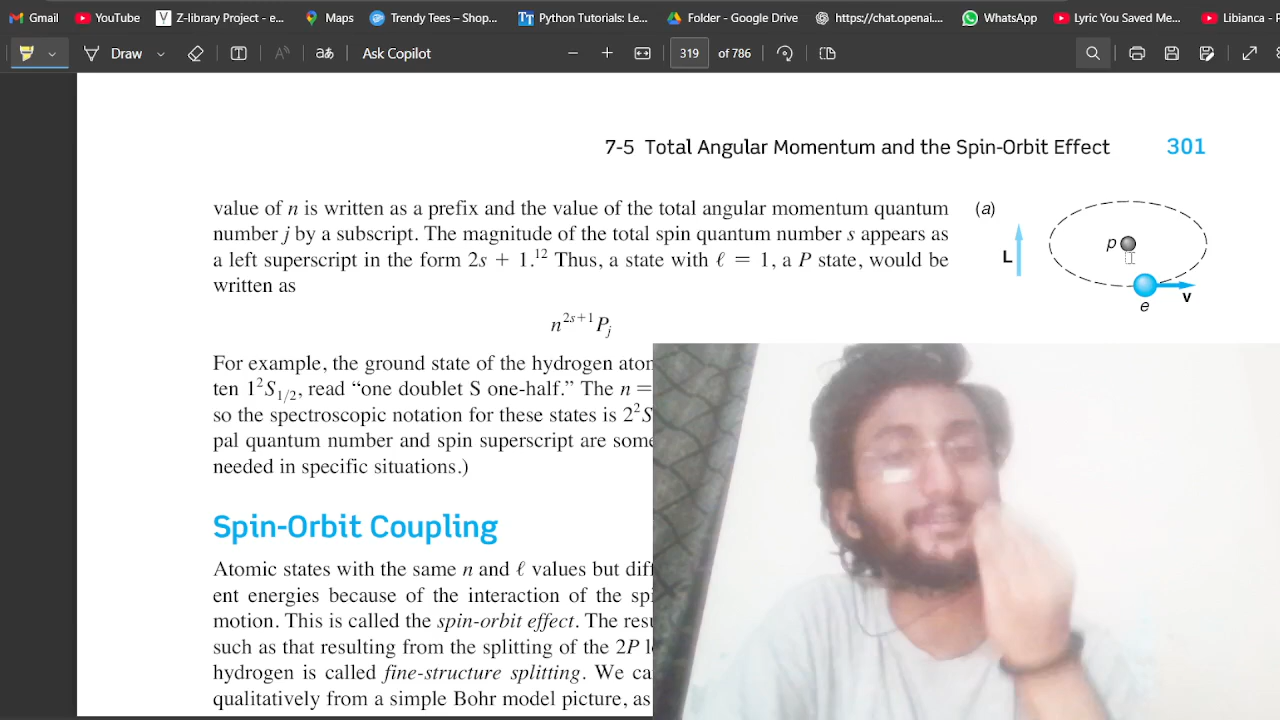 Gmail YouTube Z-library Project - e... Maps Trendy Tees – Shop... Python Tutorials: Le... Folder - Google Drive https://chat.openai.... WhatsApp Lyric You Saved Me... Libianca - P
Draw Ask Copilot 319 of 786
7-5 Total Angular Momentum and the Spin-Orbit Effect 301
value of n is written as a prefix and the value of the total angular momentum quantum
number j by a subscript. The magnitude of the total spin quantum number s appears as
a left superscript in the form 2s + 1.¹² Thus, a state with ℓ = 1, a P state, would be
written as
n²ˢ⁺¹Pⱼ
For example, the ground state of the hydrogen atom
ten 1²S₁/₂, read “one doublet S one-half.” The n =
so the spectroscopic notation for these states is 2²S
pal quantum number and spin superscript are some
needed in specific situations.)
Spin-Orbit Coupling
Atomic states with the same n and ℓ values but diff
ent energies because of the interaction of the spi
motion. This is called the spin-orbit effect. The resu
such as that resulting from the splitting of the 2P l
hydrogen is called fine-structure splitting. We ca
qualitatively from a simple Bohr model picture, as
(a)
L
p
e
v